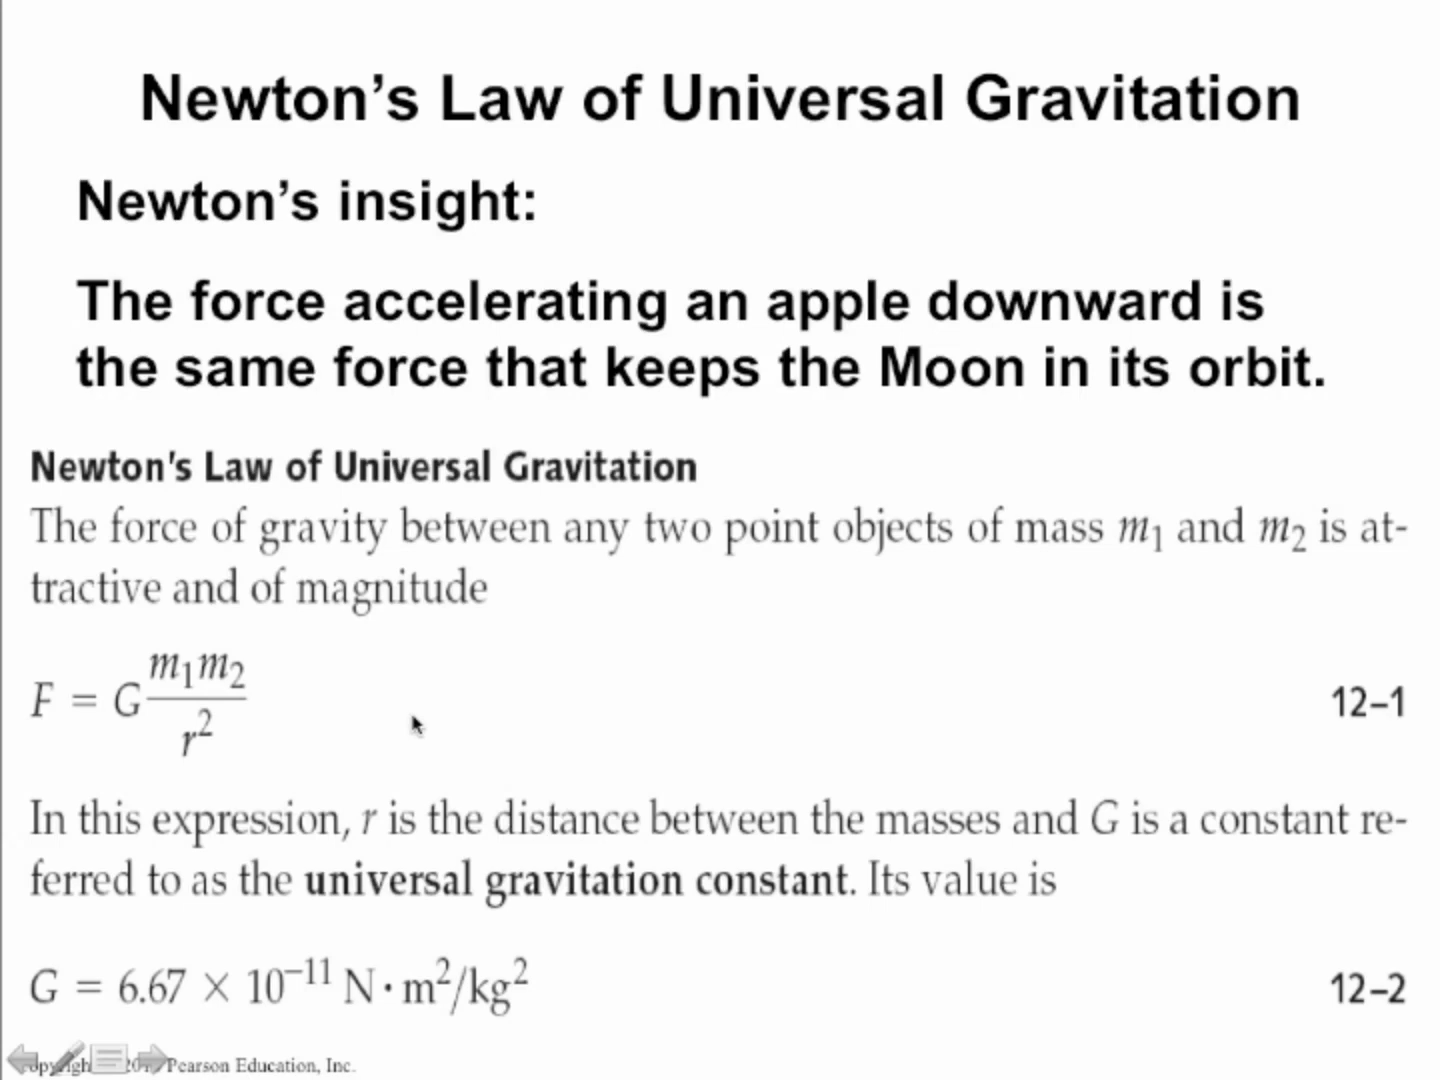 Newton’s Law of Universal Gravitation
Newton’s insight:
The force accelerating an apple downward is
the same force that keeps the Moon in its orbit.
Newton's Law of Universal Gravitation
The force of gravity between any two point objects of mass m₁ and m₂ is at-
tractive and of magnitude
F = G m₁m₂/r² 12–1
In this expression, r is the distance between the masses and G is a constant re-
ferred to as the universal gravitation constant. Its value is
G = 6.67 × 10⁻¹¹ N·m²/kg² 12–2
Pearson Education, Inc.